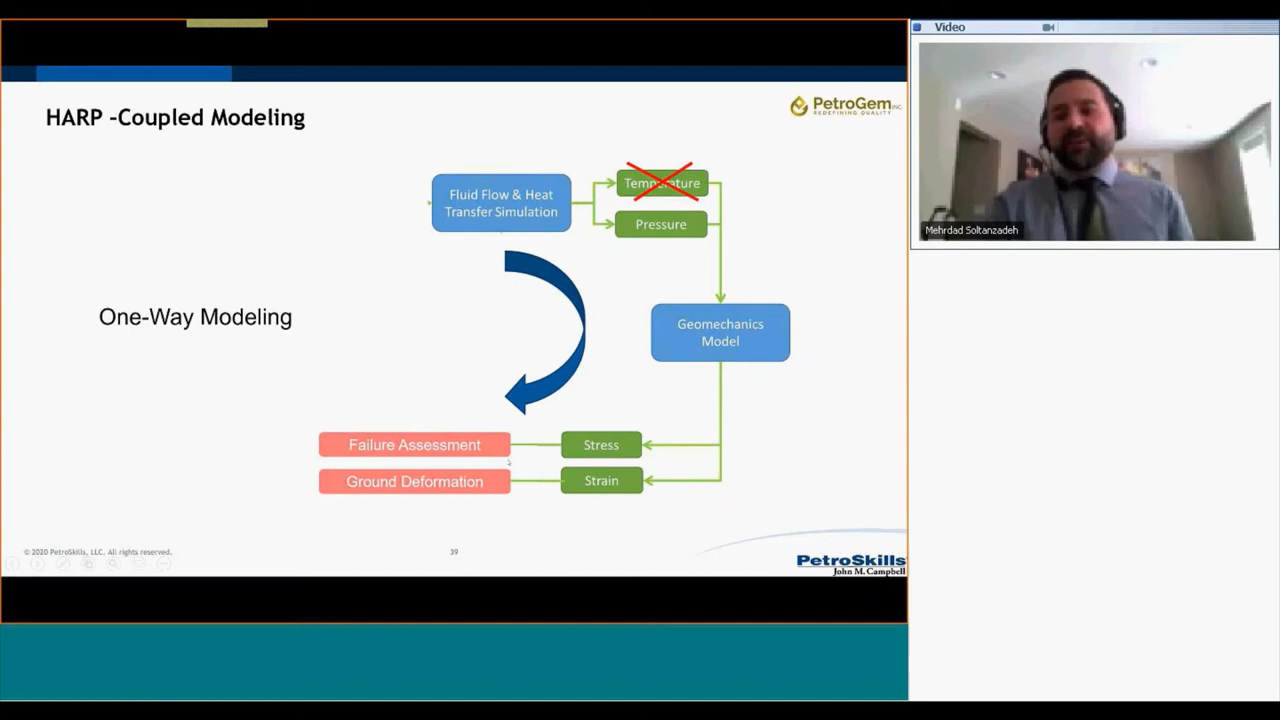 Video
HARP -Coupled Modeling
PetroGem INC
REDEFINING QUALITY
Fluid Flow & Heat
Transfer Simulation
Temperature
Pressure
Mehrdad Soltanzadeh
One-Way Modeling
Geomechanics
Model
Failure Assessment
Stress
Ground Deformation
Strain
© 2020 PetroSkills, LLC. All rights reserved.
39
PetroSkills
John M. Campbell